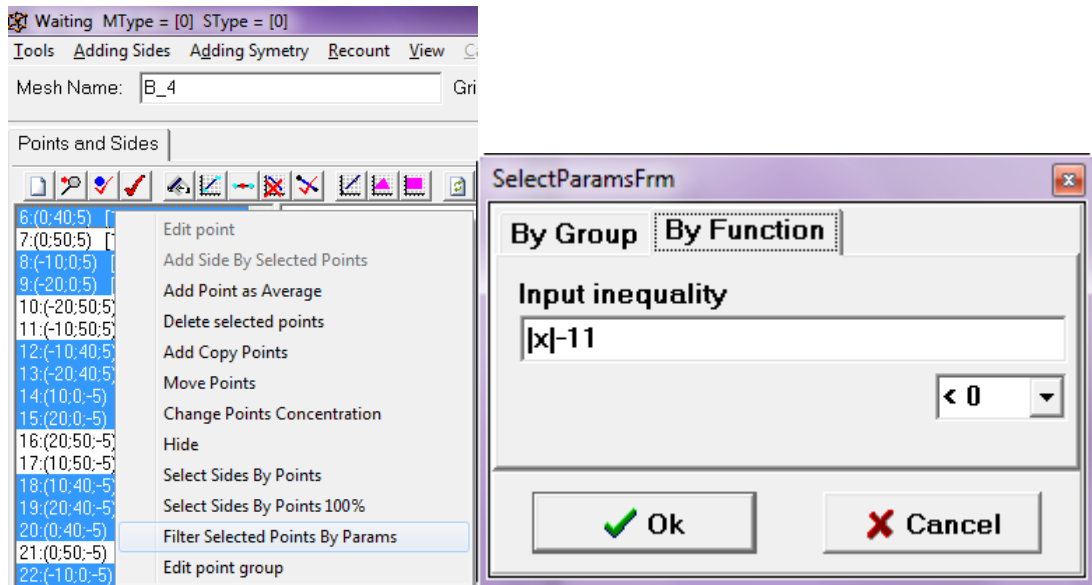 Waiting MType = [0] SType = [0]
Tools Adding Sides Adding Symetry Recount View
Mesh Name: B_4 Gri
Points and Sides
6:(0;40;5) [
7:(0;50;5) [
8:(-10;0;5) [
9:(-20;0;5) [
10:(-20;50;5)
11:(-10;50;5)
12:(-10;40;5)
13:(-20;40;5)
14:(10;0;-5)
15:(20;0;-5)
16:(20;50;-5)
17:(10;50;-5)
18:(10;40;-5)
19:(20;40;-5)
20:(0;40;-5)
21:(0;50;-5)
22:(-10;0;-5)
Edit point
Add Side By Selected Points
Add Point as Average
Delete selected points
Add Copy Points
Move Points
Change Points Concentration
Hide
Select Sides By Points
Select Sides By Points 100%
Filter Selected Points By Params
Edit point group
SelectParamsFrm
By Group By Function
Input inequality
|x|-11
< 0
Ok Cancel